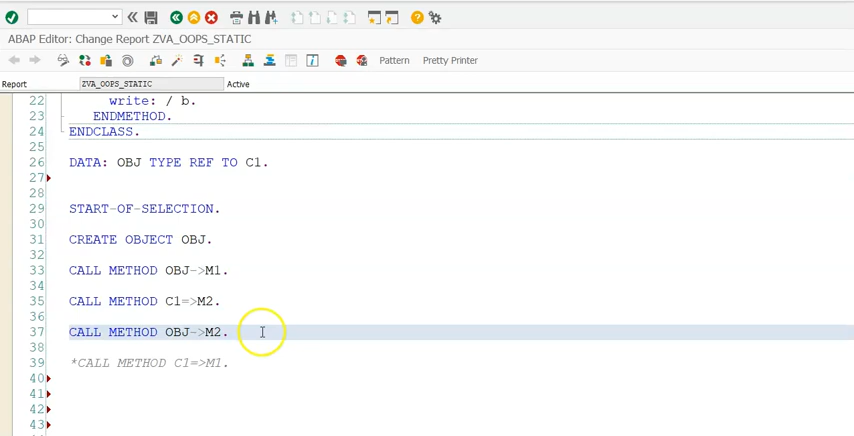 ABAP Editor: Change Report ZVA_OOPS_STATIC
Pattern Pretty Printer
Report ZVA_OOPS_STATIC Active
22 write: / b.
23 ENDMETHOD.
24 ENDCLASS.
25
26 DATA: OBJ TYPE REF TO C1.
27
28
29 START-OF-SELECTION.
30
31 CREATE OBJECT OBJ.
32
33 CALL METHOD OBJ->M1.
34
35 CALL METHOD C1=>M2.
36
37 CALL METHOD OBJ->M2.
38
39 *CALL METHOD C1=>M1.
40
41
42
43